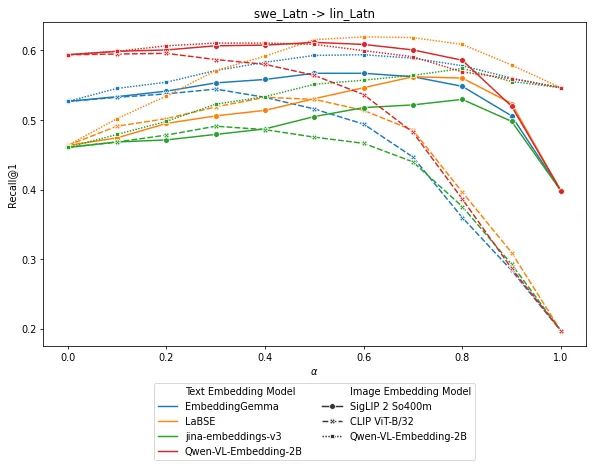 swe_Latn -> lin_Latn
Recall@1
0.6
0.5
0.4
0.3
0.2
0.0 0.2 0.4 0.6 0.8 1.0
α
Text Embedding Model Image Embedding Model
EmbeddingGemma SigLIP 2 So400m
LaBSE CLIP ViT-B/32
jina-embeddings-v3 Qwen-VL-Embedding-2B
Qwen-VL-Embedding-2B